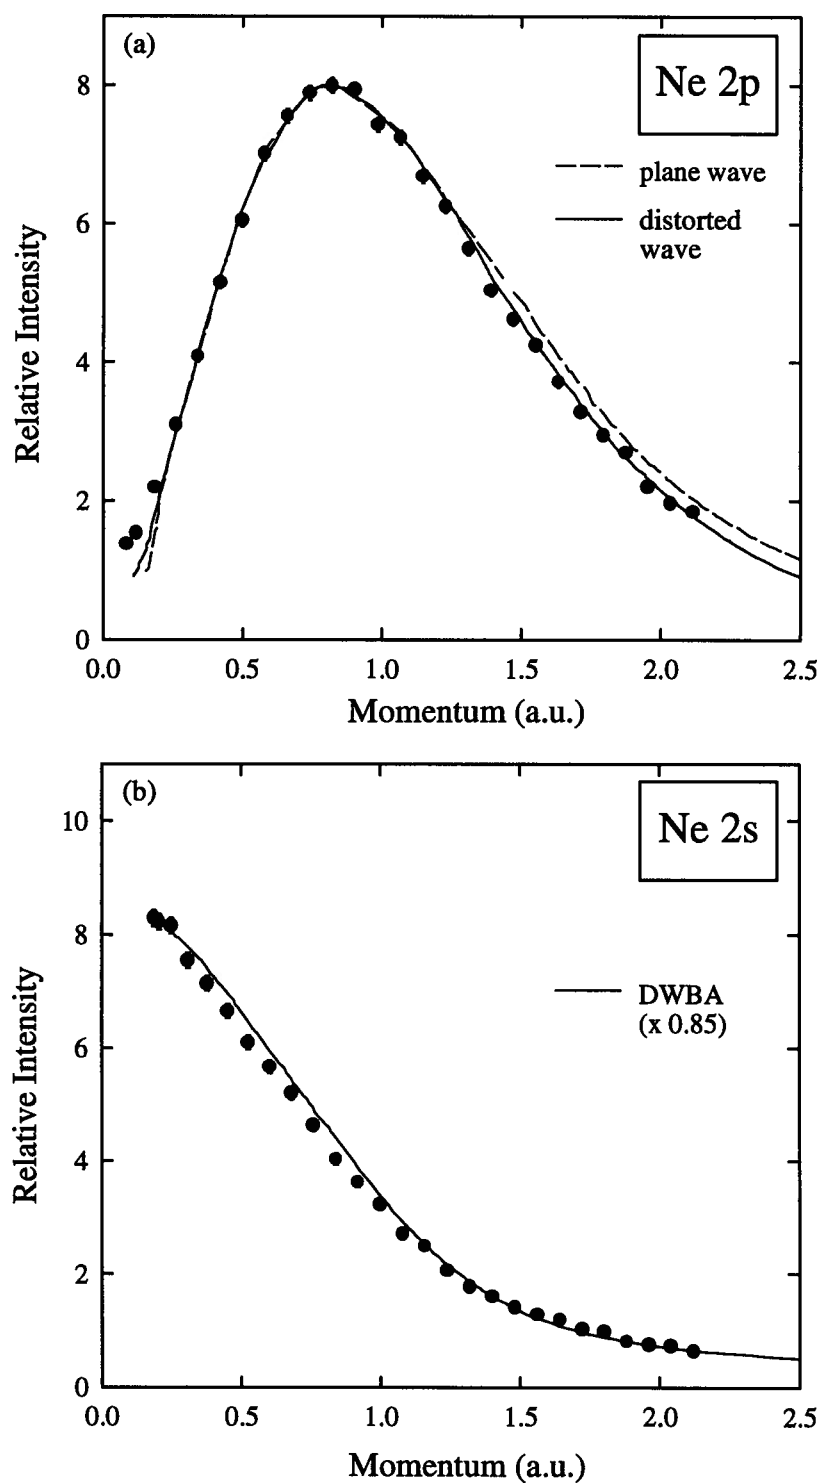 (a)
Ne 2p
plane wave
distorted
wave
8
6
4
2
0
Relative Intensity
0.0 0.5 1.0 1.5 2.0 2.5
Momentum (a.u.)
(b)
Ne 2s
DWBA
(x 0.85)
10
8
6
4
2
0
Relative Intensity
0.0 0.5 1.0 1.5 2.0 2.5
Momentum (a.u.)